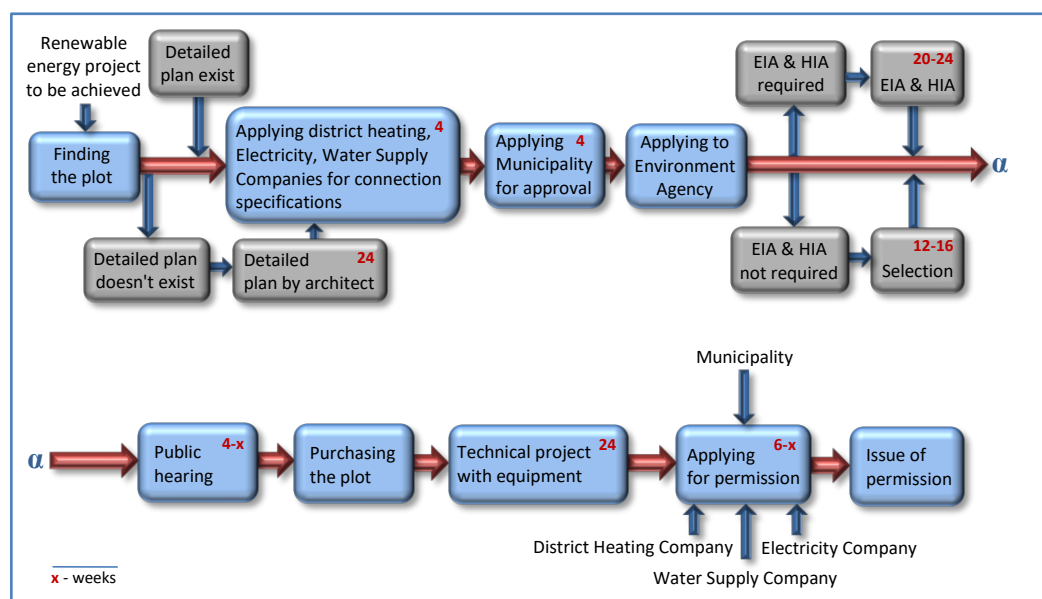 Renewable
energy project
to be achieved
Detailed
plan exist
Finding
the plot
Applying district heating, 4
Electricity, Water Supply
Companies for connection
specifications
Detailed plan
doesn't exist
24
Detailed
plan by architect
Applying 4
Municipality
for approval
Applying to
Environment
Agency
EIA & HIA
required
20-24
EIA & HIA
EIA & HIA
not required
12-16
Selection
α
α
4-x
Public
hearing
Purchasing
the plot
Technical project 24
with equipment
Municipality
6-x
Applying
for permission
Issue of
permission
District Heating Company
Electricity Company
Water Supply Company
x - weeks